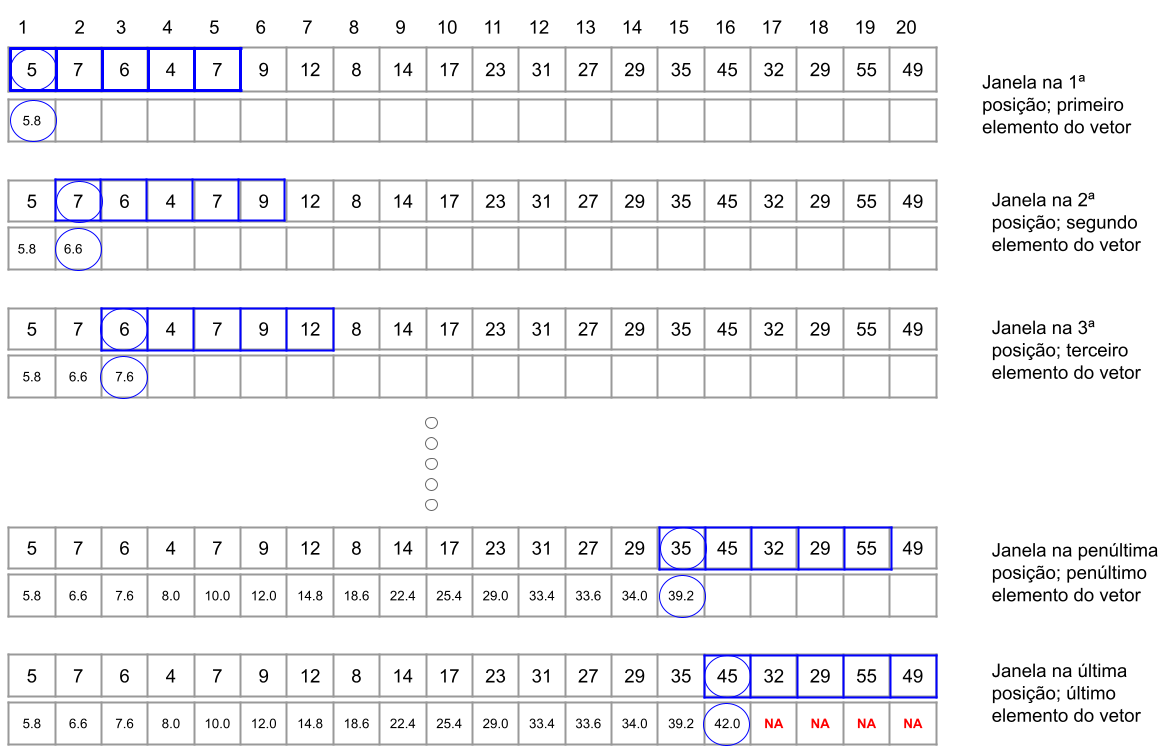 1 2 3 4 5 6 7 8 9 10 11 12 13 14 15 16 17 18 19 20
5 7 6 4 7 9 12 8 14 17 23 31 27 29 35 45 32 29 55 49
5.8
Janela na 1ª
posição; primeiro
elemento do vetor
5 7 6 4 7 9 12 8 14 17 23 31 27 29 35 45 32 29 55 49
5.8 6.6
Janela na 2ª
posição; segundo
elemento do vetor
5 7 6 4 7 9 12 8 14 17 23 31 27 29 35 45 32 29 55 49
5.8 6.6 7.6
Janela na 3ª
posição; terceiro
elemento do vetor
5 7 6 4 7 9 12 8 14 17 23 31 27 29 35 45 32 29 55 49
5.8 6.6 7.6 8.0 10.0 12.0 14.8 18.6 22.4 25.4 29.0 33.4 33.6 34.0 39.2
Janela na penúltima
posição; penúltimo
elemento do vetor
5 7 6 4 7 9 12 8 14 17 23 31 27 29 35 45 32 29 55 49
5.8 6.6 7.6 8.0 10.0 12.0 14.8 18.6 22.4 25.4 29.0 33.4 33.6 34.0 39.2 42.0 NA NA NA NA
Janela na última
posição; último
elemento do vetor